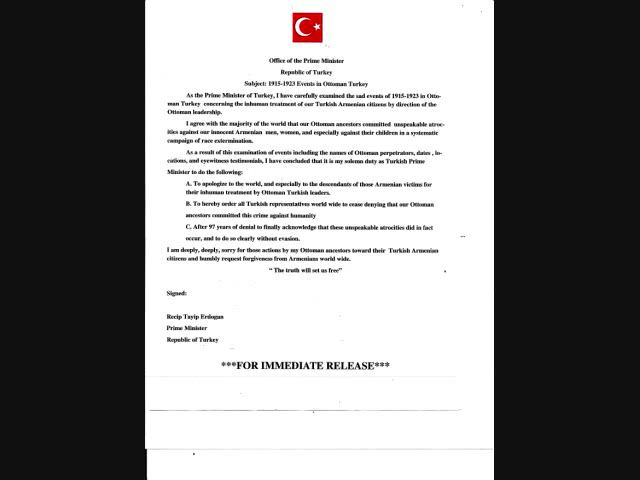 Office of the Prime Minister
Republic of Turkey
Subject: 1915-1923 Events in Ottoman Turkey
As the Prime Minister of Turkey, I have carefully examined the sad events of 1915-1923 in Otto-
man Turkey concerning the inhuman treatment of our Turkish Armenian citizens by direction of the
Ottoman leadership.
I agree with the majority of the world that our Ottoman ancestors committed unspeakable atroc-
ities against our innocent Armenian men, women, and especially against their children in a systematic
campaign of race extermination.
As a result of this examination of events including the names of Ottoman perpetrators, dates , lo-
cations, and eyewitness testimonials, I have concluded that it is my solemn duty as Turkish Prime
Minister to do the following:
A. To apologize to the world, and especially to the descendants of those Armenian victims for
their inhuman treatment by Ottoman Turkish leaders.
B. To hereby order all Turkish representatives world wide to cease denying that our Ottoman
ancestors committed this crime against humanity
C. After 97 years of denial to finally acknowledge that these unspeakable atrocities did in fact
occur, and to do so clearly without evasion.
I am deeply, deeply, sorry for those actions by my Ottoman ancestors toward their Turkish Armenian
citizens and humbly request forgiveness from Armenians world wide.
“ The truth will set us free”
Signed:
Recip Tayip Erdogan
Prime Minister
Republic of Turkey
***FOR IMMEDIATE RELEASE***